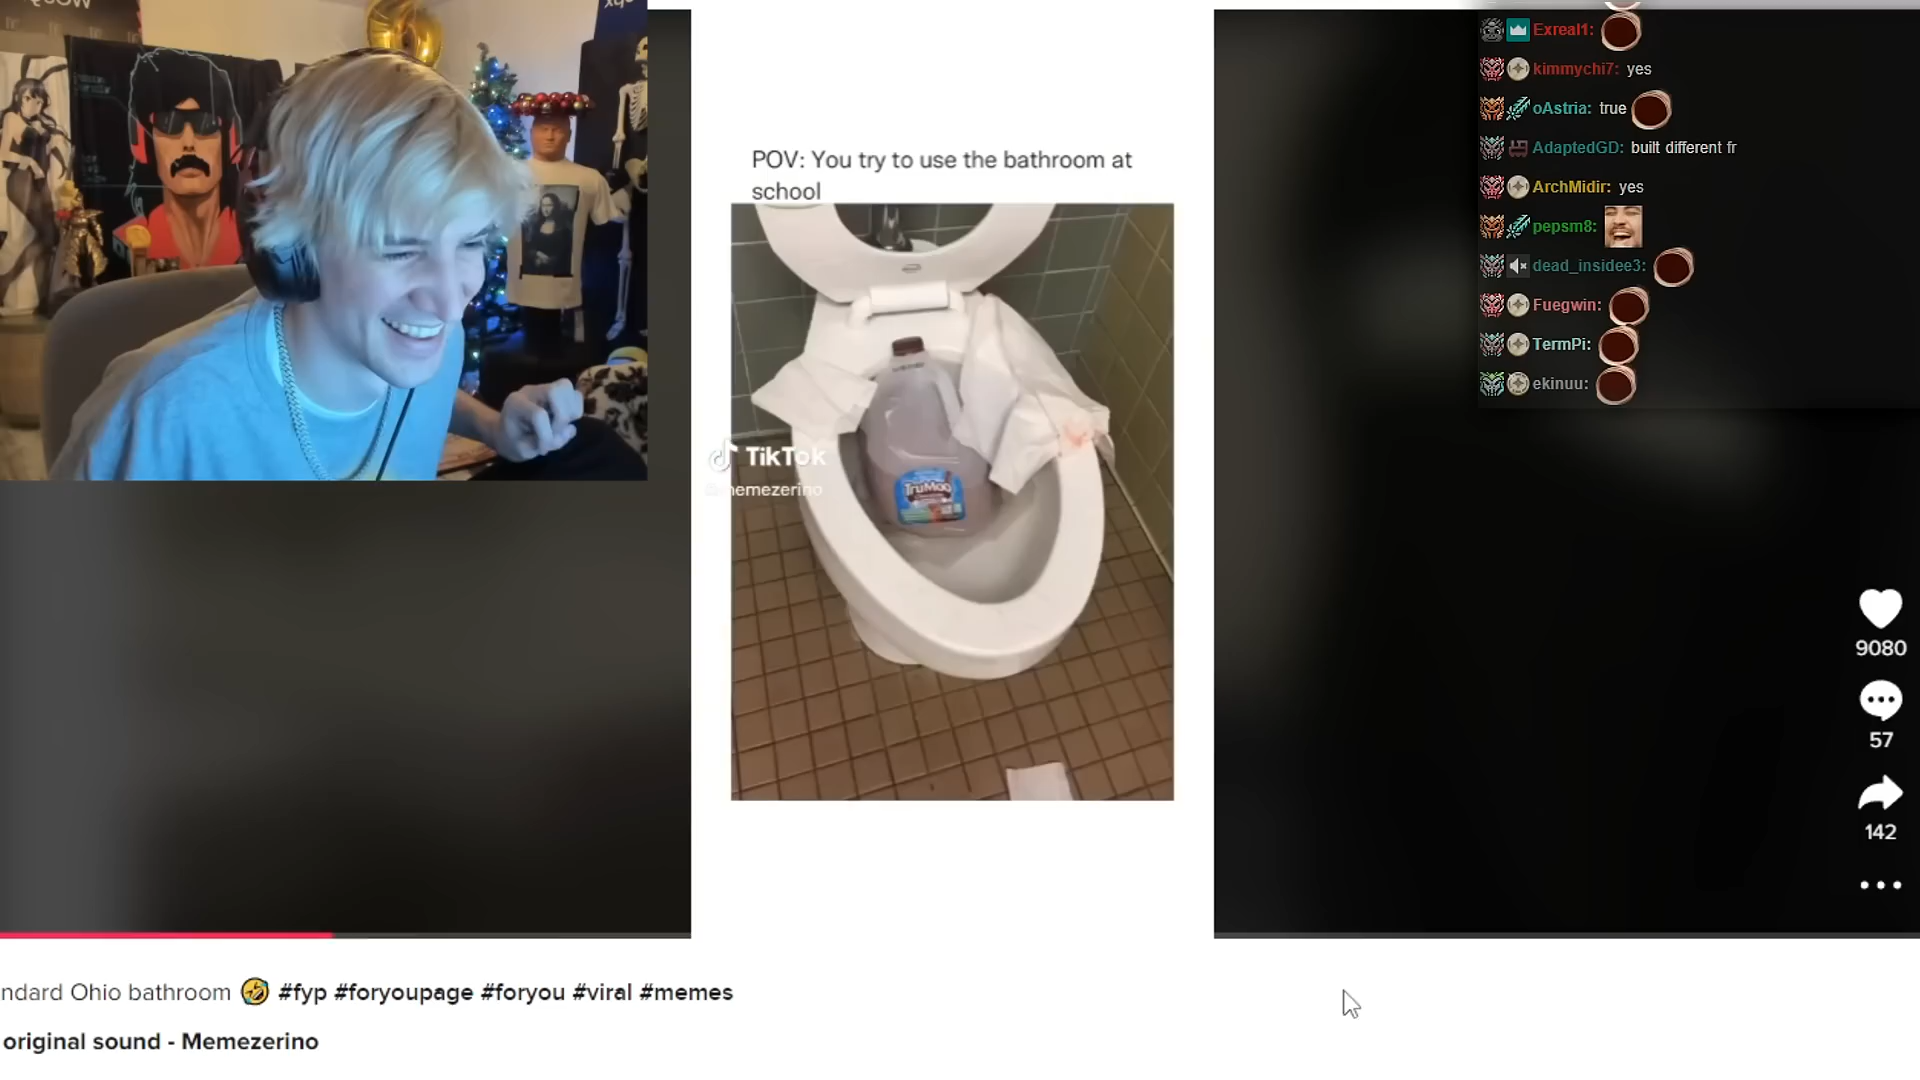 xqc
Exreal1:
kimmychi7: yes
oAstria: true
AdaptedGD: built different fr
ArchMidir: yes
pepsm8:
dead_insidee3:
Fuegwin:
TermPi:
ekinuu:
POV: You try to use the bathroom at
school
TruMoo
TikTok
memezerino
9080
57
142
ndard Ohio bathroom 🤣 #fyp #foryoupage #foryou #viral #memes
original sound - Memezerino